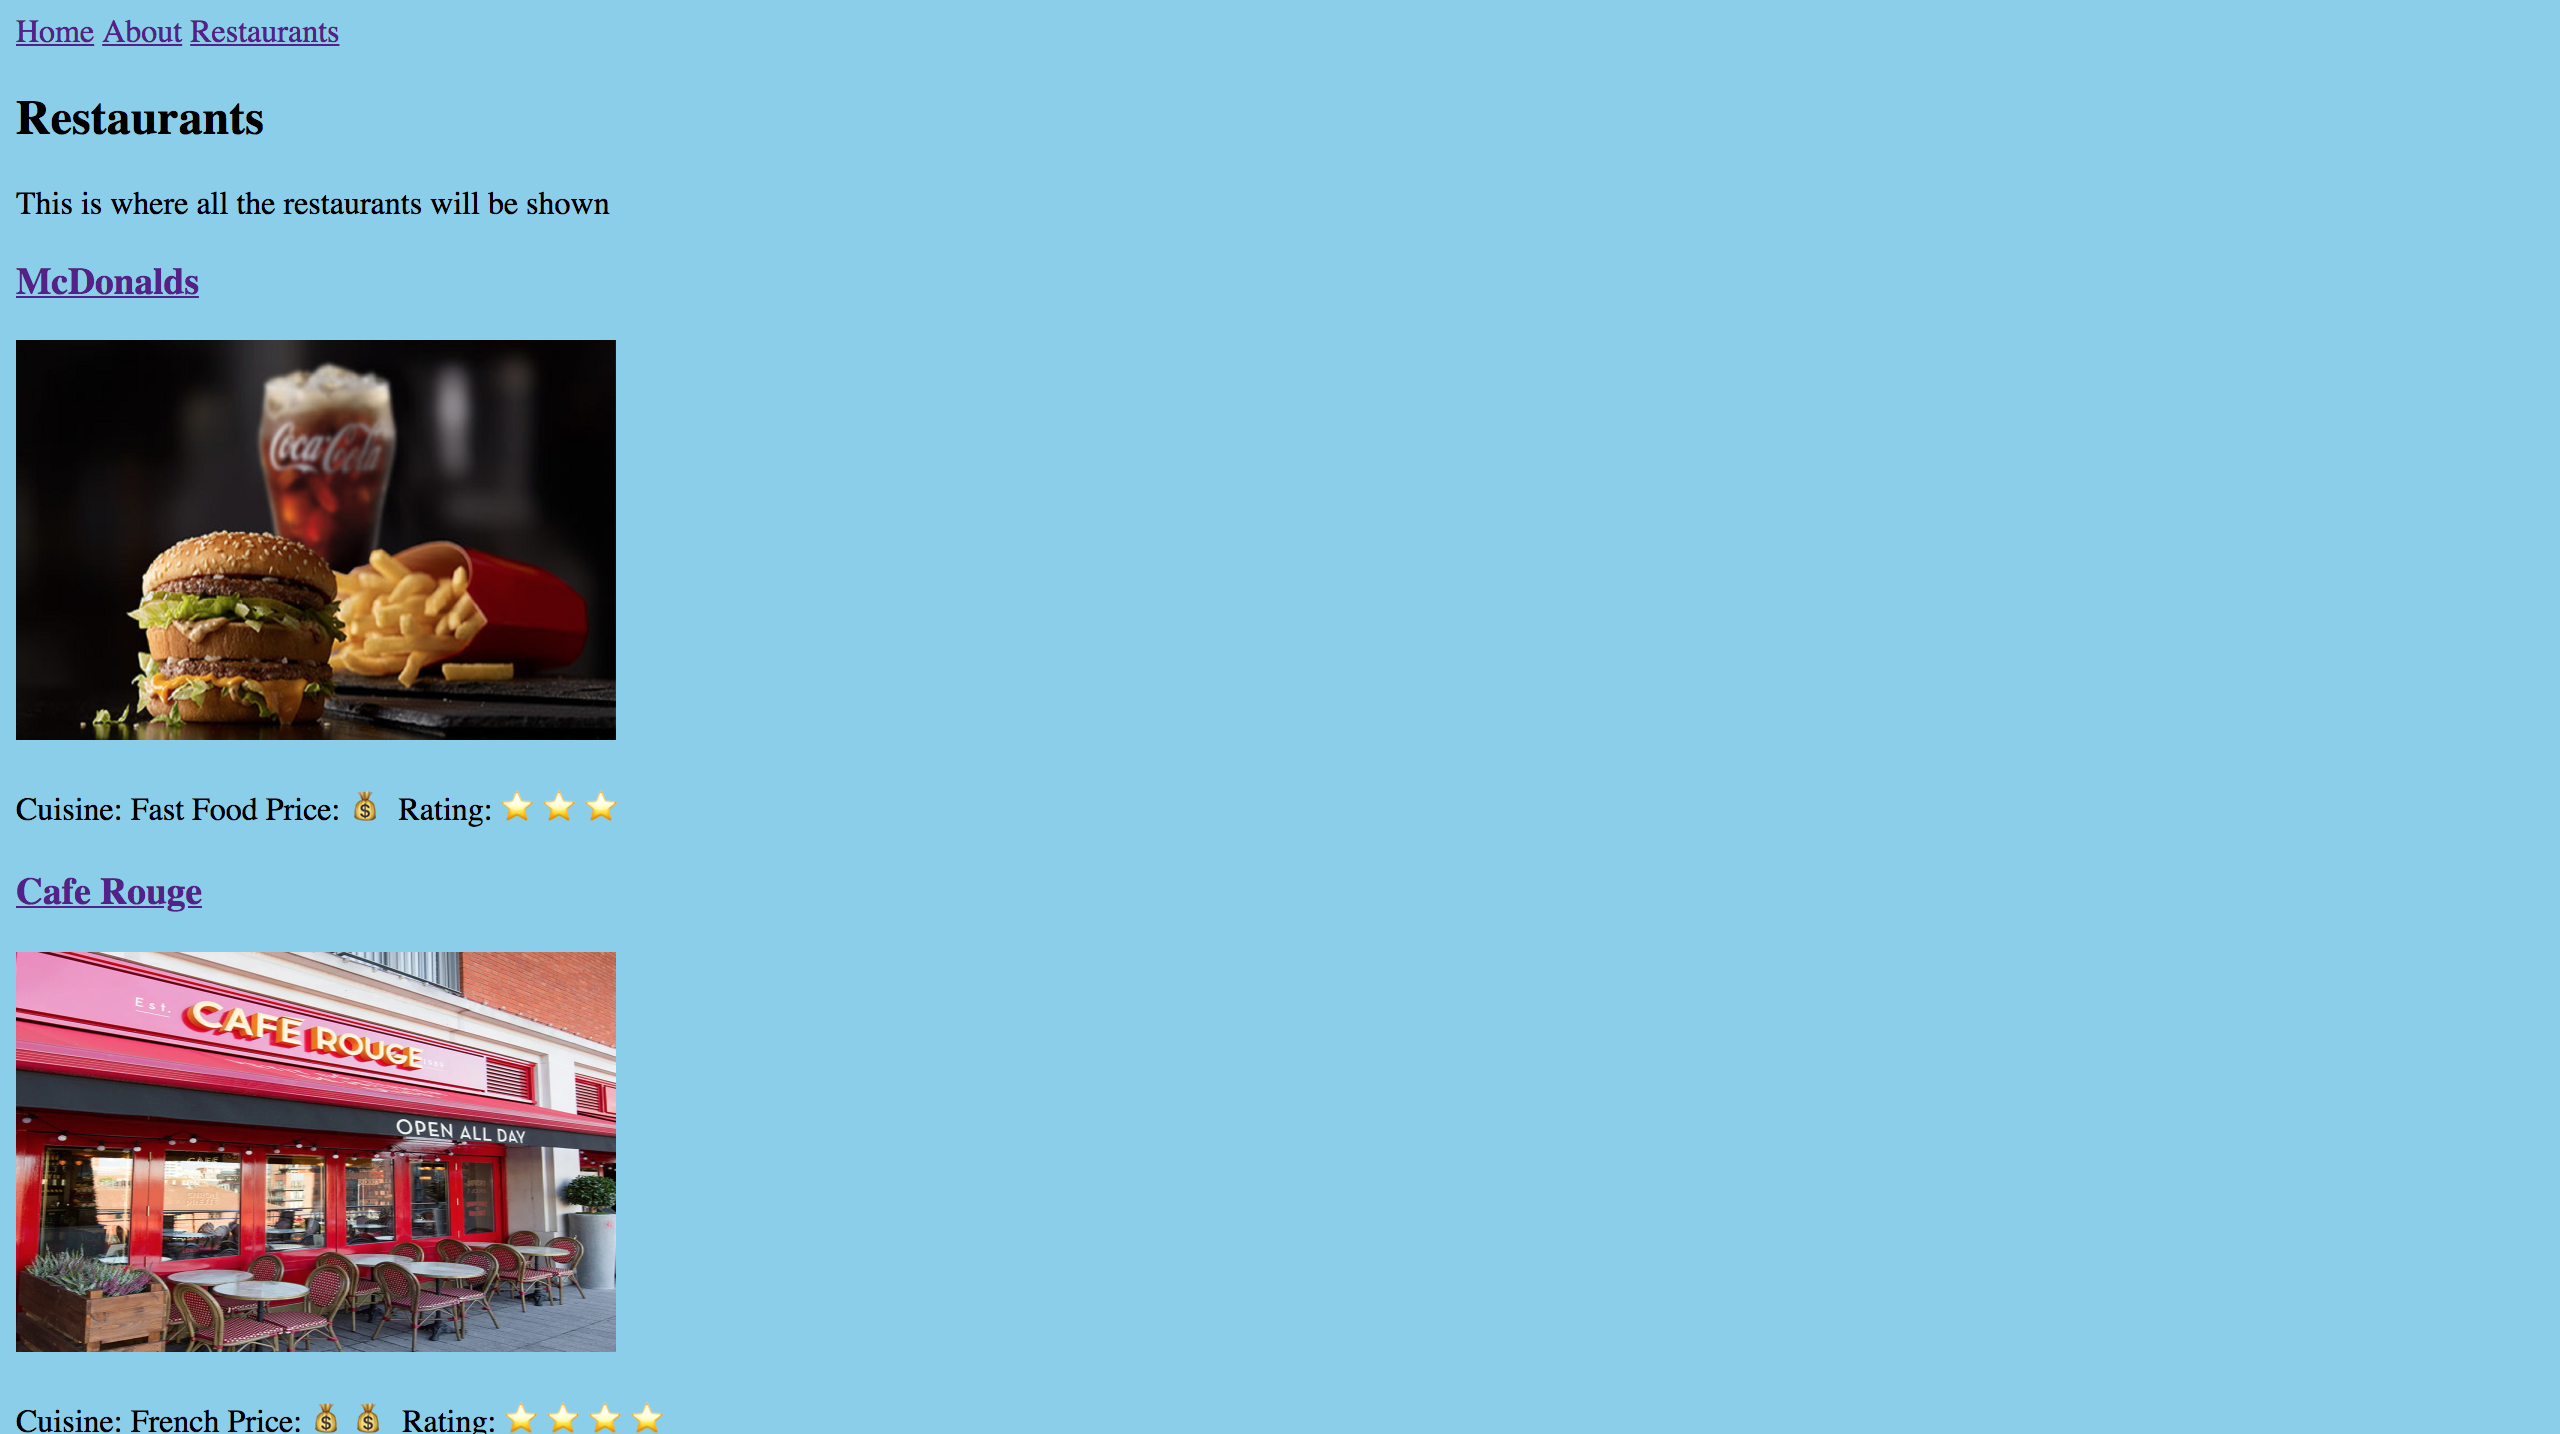 Home About Restaurants
Restaurants
This is where all the restaurants will be shown
McDonalds
Coca-Cola
Cuisine: Fast Food Price: 💰 Rating: ⭐ ⭐ ⭐
Cafe Rouge
Est.
CAFE ROUGE
OPEN ALL DAY
Cuisine: French Price: 💰 💰 Rating: ⭐ ⭐ ⭐ ⭐